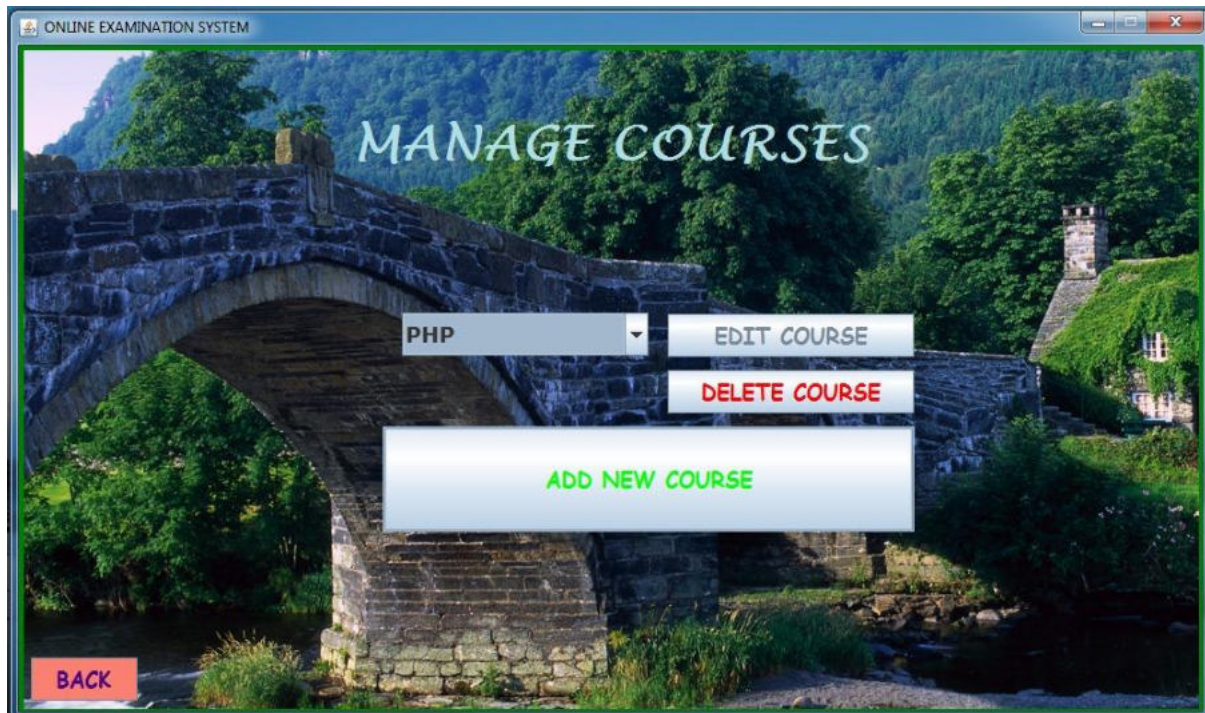 ONLINE EXAMINATION SYSTEM
MANAGE COURSES
PHP
EDIT COURSE
DELETE COURSE
ADD NEW COURSE
BACK